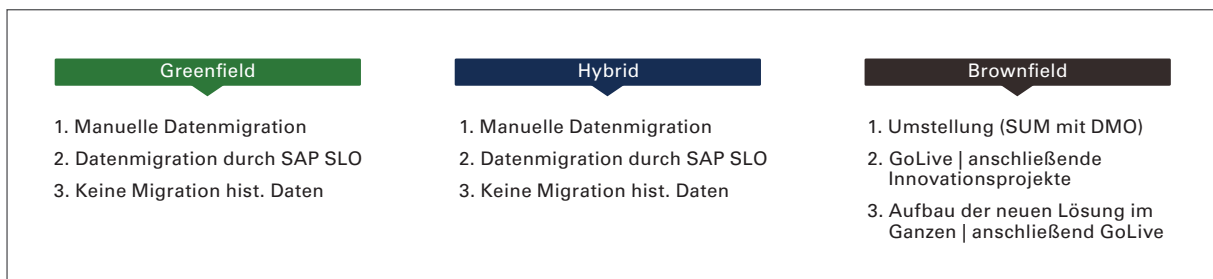 Greenfield
1. Manuelle Datenmigration
2. Datenmigration durch SAP SLO
3. Keine Migration hist. Daten
Hybrid
1. Manuelle Datenmigration
2. Datenmigration durch SAP SLO
3. Keine Migration hist. Daten
Brownfield
1. Umstellung (SUM mit DMO)
2. GoLive | anschließende
Innovationsprojekte
3. Aufbau der neuen Lösung im
Ganzen | anschließend GoLive